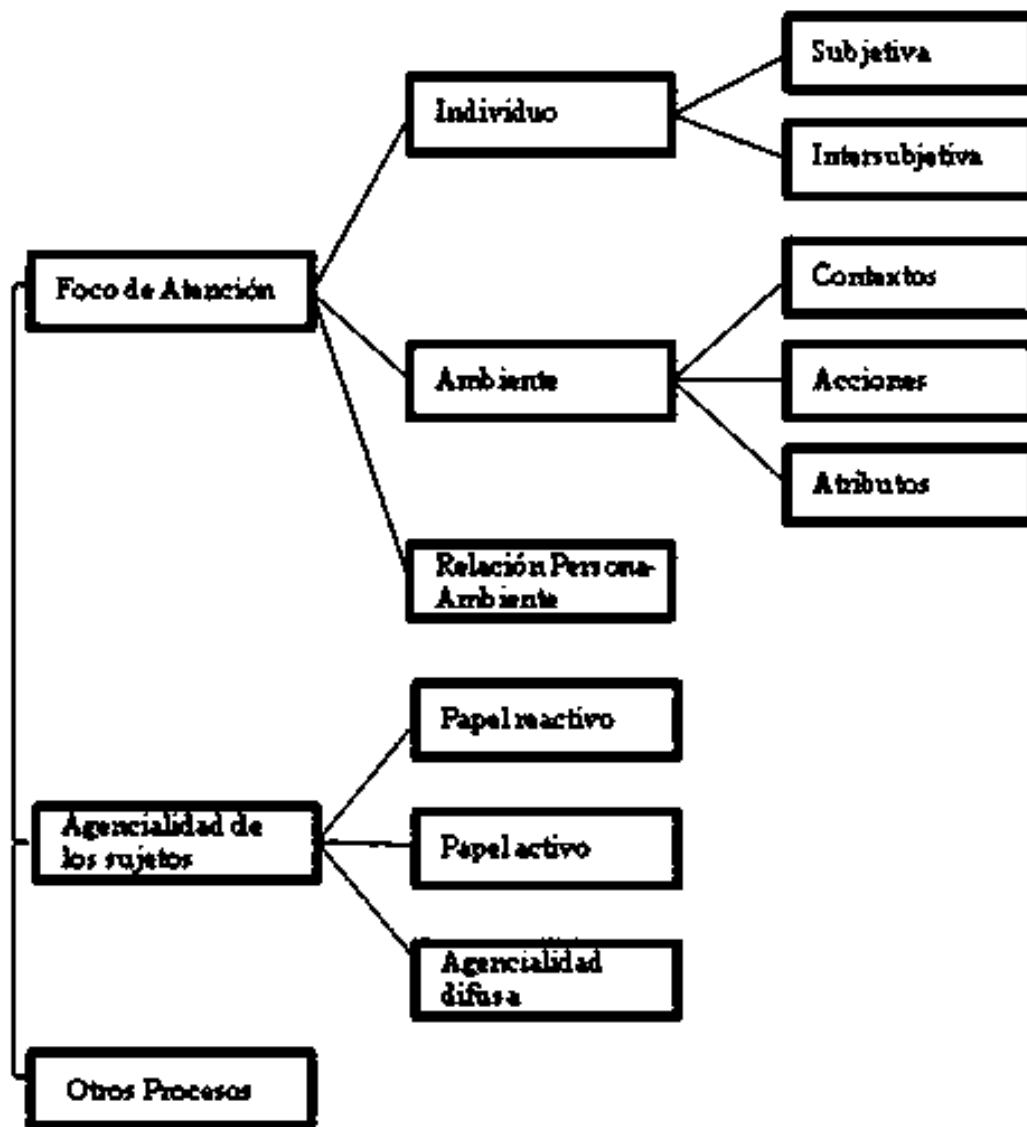 Subjetiva
Individuo
Intersubjetiva
Foco de Atención
Contextos
Ambiente
Acciones
Atributos
Relación Persona-
Ambiente
Papel reactivo
Agencialidad de
los sujetos
Papel activo
Agencialidad
difusa
Otros Procesos